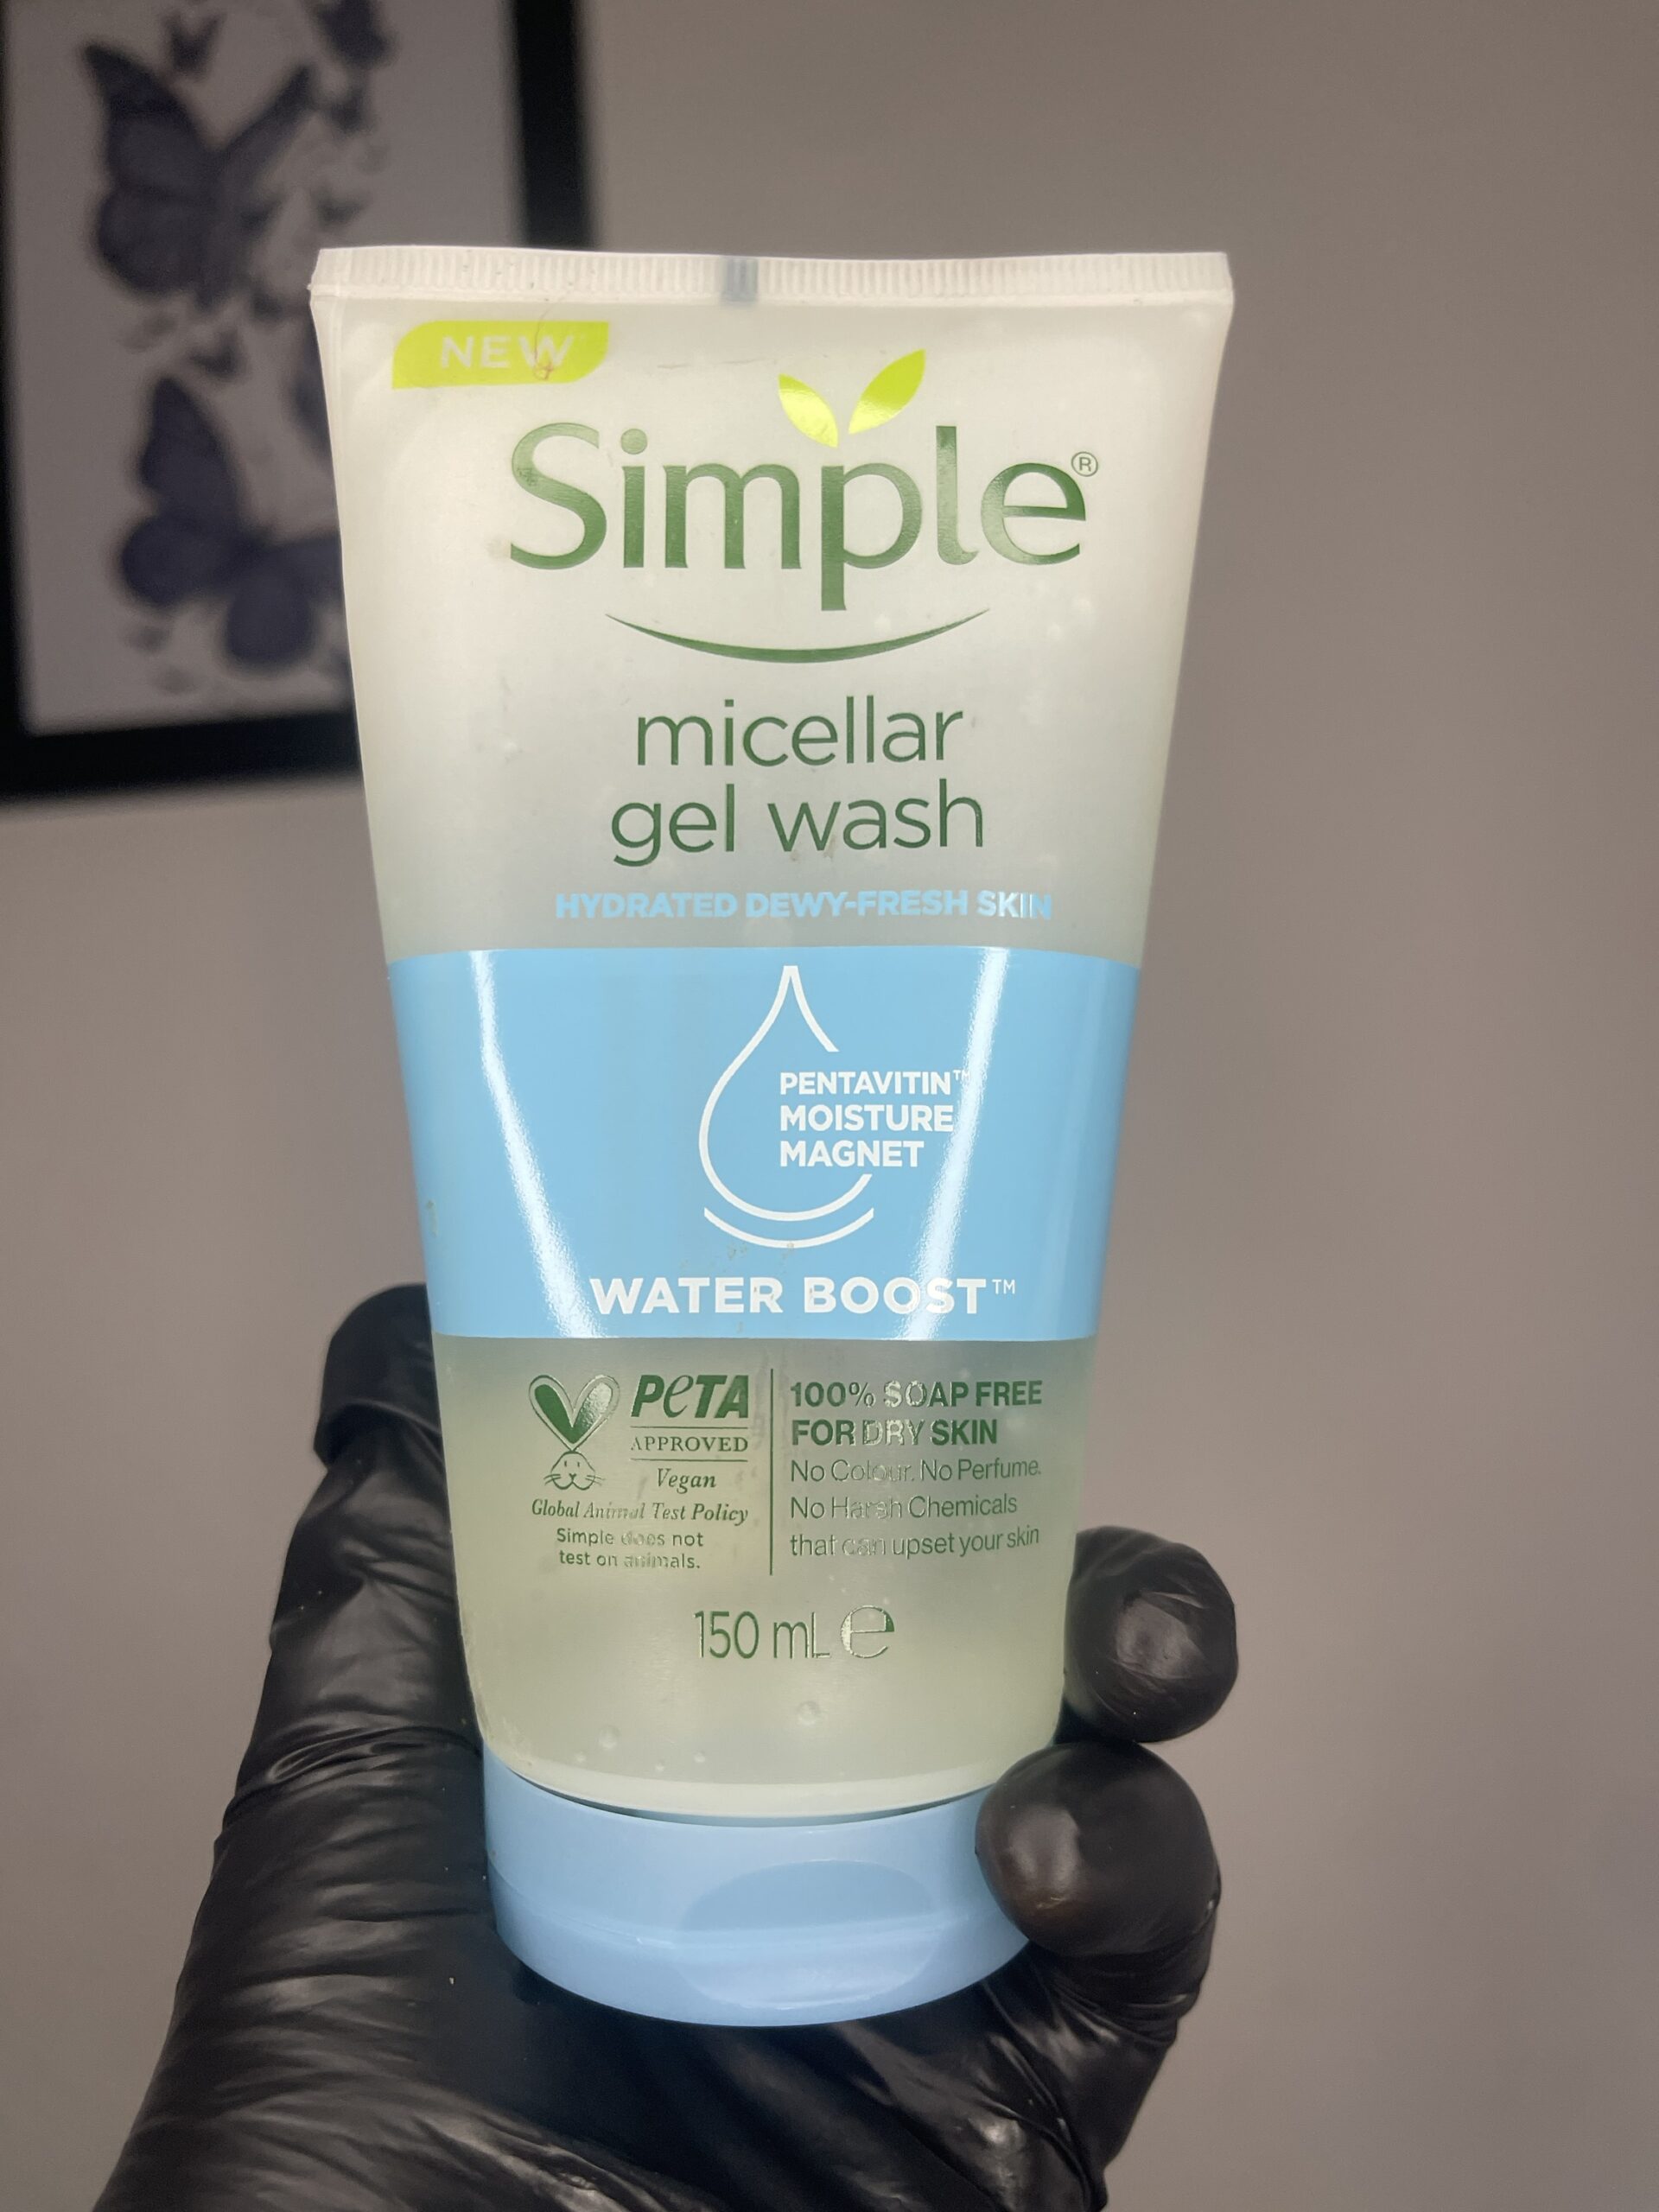 NEW
Simple®
micellar
gel wash
HYDRATED DEWY-FRESH SKIN
PENTAVITIN™
MOISTURE
MAGNET
WATER BOOST™
PeTA
APPROVED
Vegan
Global Animal Test Policy
Simple does not
test on animals.
100% SOAP FREE
FOR DRY SKIN
No Colour. No Perfume.
No Harsh Chemicals
that can upset your skin
150 mL ℮